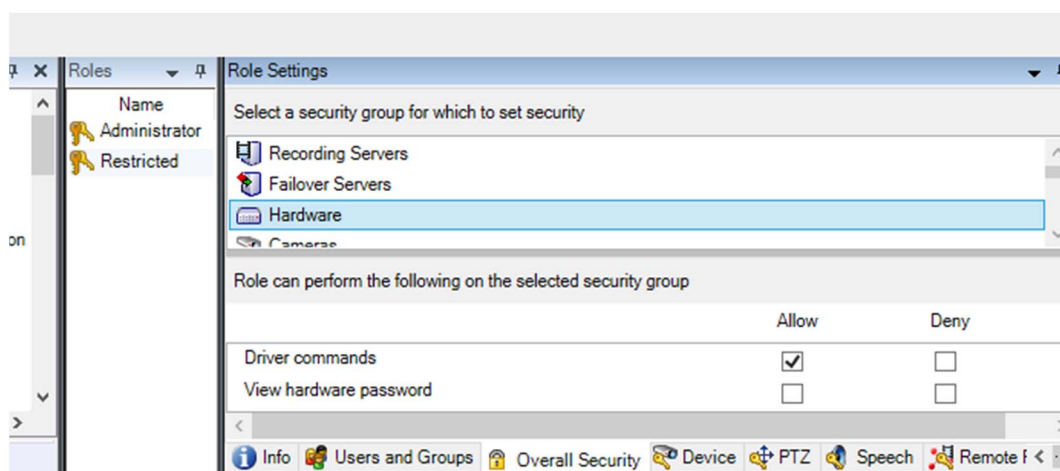 Roles
Name
Administrator
Restricted
on
Role Settings
Select a security group for which to set security
Recording Servers
Failover Servers
Hardware
Cameras
Role can perform the following on the selected security group
Allow Deny
Driver commands
View hardware password
Info Users and Groups Overall Security Device PTZ Speech Remote